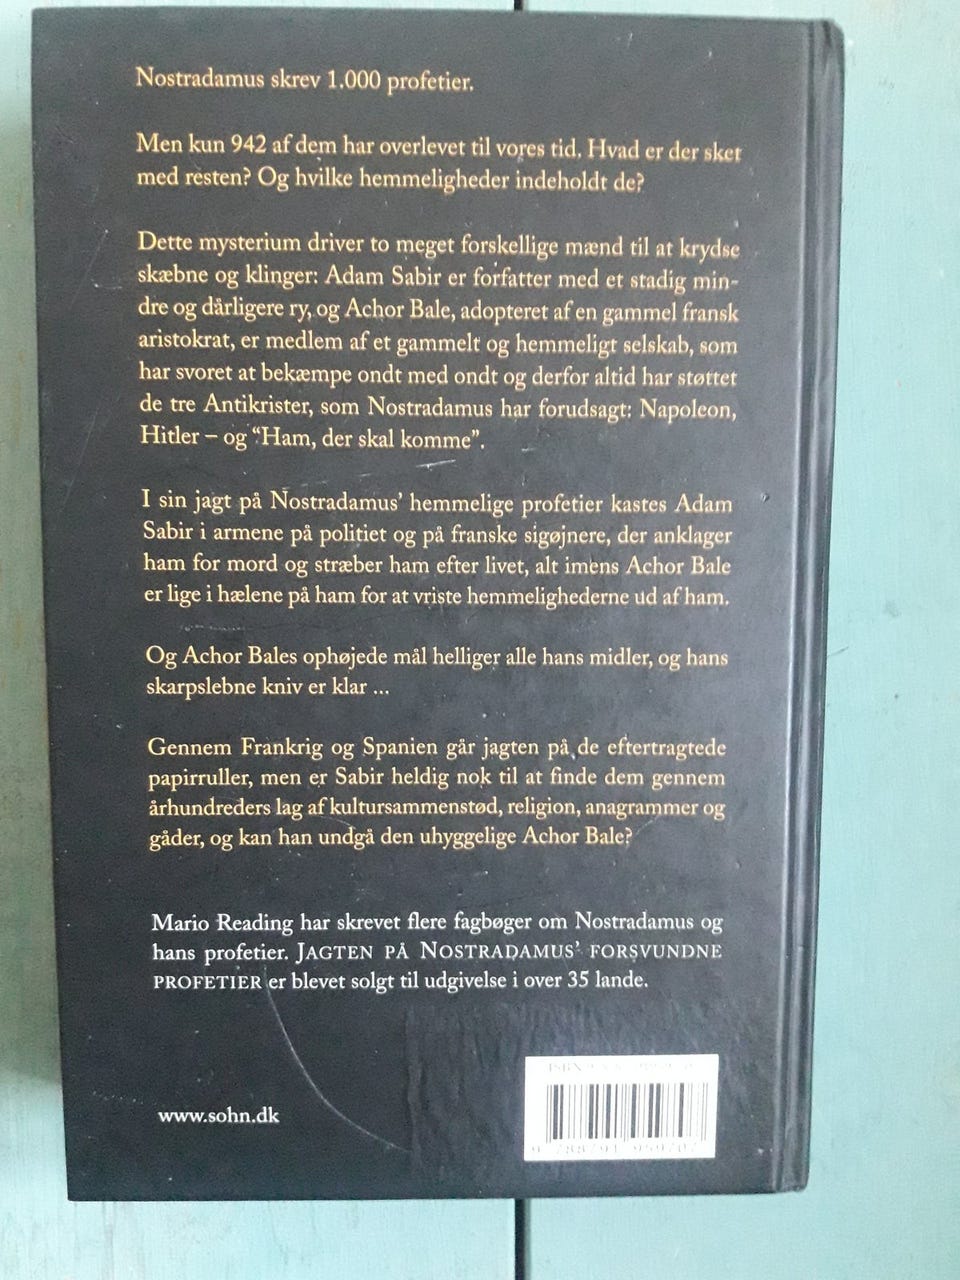 Nostradamus skrev 1.000 profetier.
Men kun 942 af dem har overlevet til vores tid. Hvad er der sket
med resten? Og hvilke hemmeligheder indeholdt de?
Dette mysterium driver to meget forskellige mænd til at krydse
skæbne og klinger: Adam Sabir er forfatter med et stadig min-
dre og dårligere ry, og Achor Bale, adopteret af en gammel fransk
aristokrat, er medlem af et gammelt og hemmeligt selskab, som
har svoret at bekæmpe ondt med ondt og derfor altid har støttet
de tre Antikrister, som Nostradamus har forudsagt: Napoleon,
Hitler – og “Ham, der skal komme”.
I sin jagt på Nostradamus’ hemmelige profetier kastes Adam
Sabir i armene på politiet og på franske sigøjnere, der anklager
ham for mord og stræber ham efter livet, alt imens Achor Bale
er lige i hælene på ham for at vriste hemmelighederne ud af ham.
Og Achor Bales ophøjede mål helliger alle hans midler, og hans
skarpslebne kniv er klar ...
Gennem Frankrig og Spanien går jagten på de eftertragtede
papirruller, men er Sabir heldig nok til at finde dem gennem
århundreders lag af kultursammenstød, religion, anagrammer og
gåder, og kan han undgå den uhyggelige Achor Bale?
Mario Reading har skrevet flere fagbøger om Nostradamus og
hans profetier. JAGTEN PÅ NOSTRADAMUS’ FORSVUNDNE
PROFETIER er blevet solgt til udgivelse i over 35 lande.
www.sohn.dk
9 788791 959707